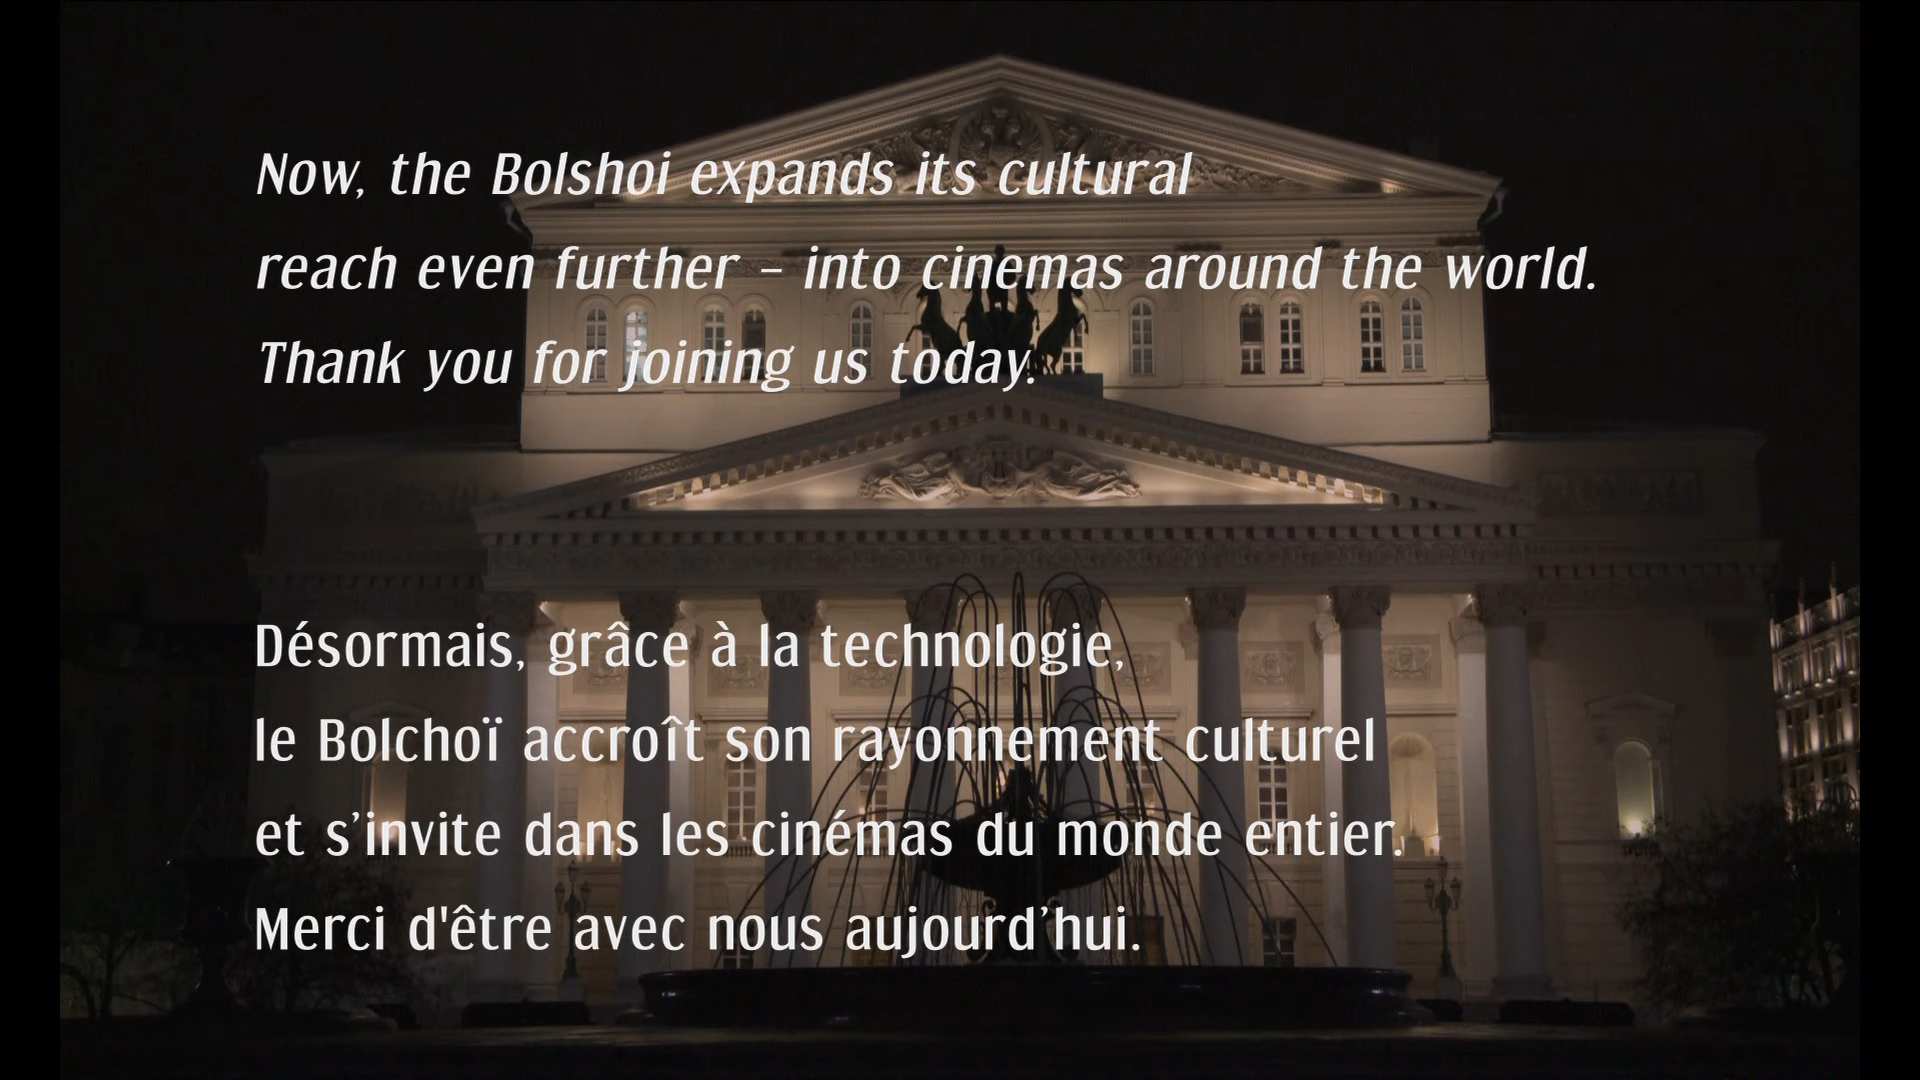 Now, the Bolshoi expands its cultural
reach even further – into cinemas around the world.
Thank you for joining us today.
Désormais, grâce à la technologie,
le Bolchoï accroît son rayonnement culturel
et s’invite dans les cinémas du monde entier.
Merci d'être avec nous aujourd’hui.